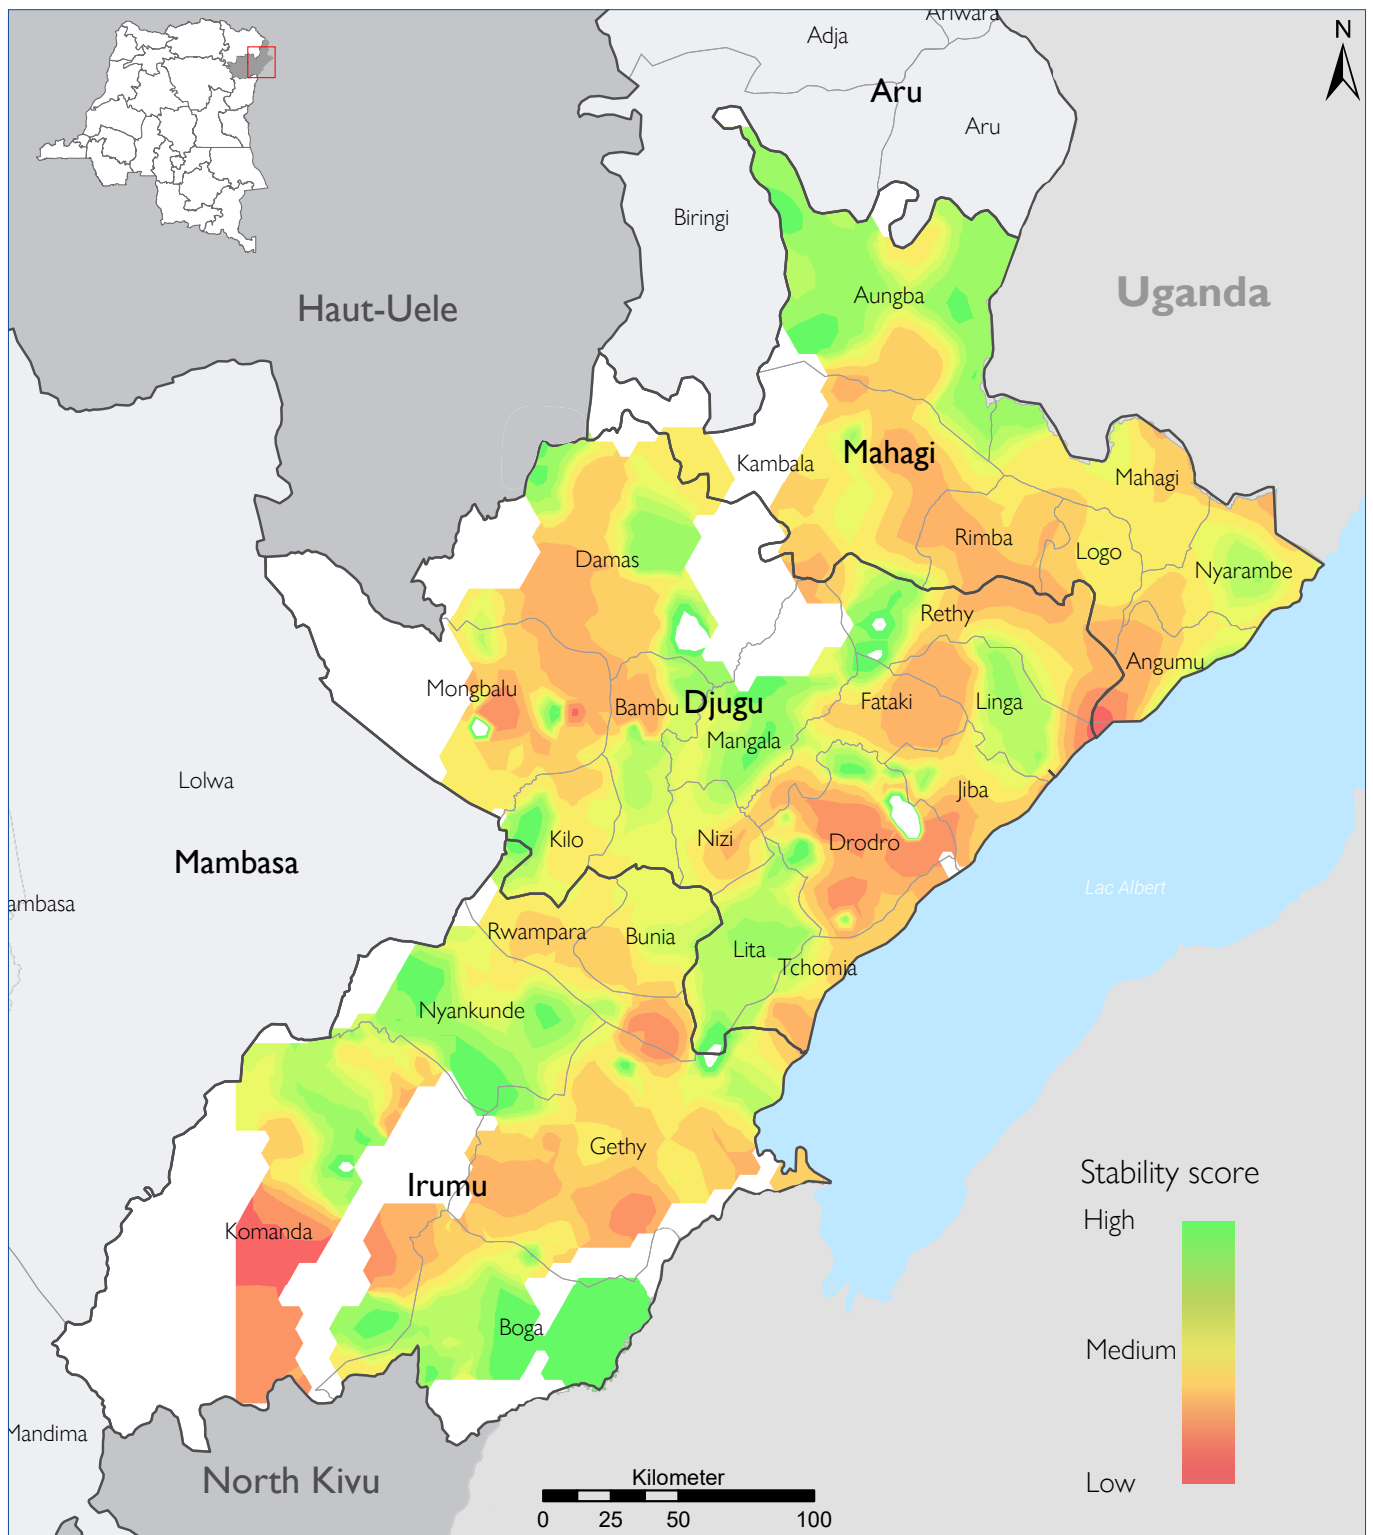 Ariwara
Adja
N
Aru
Aru
Biringi
Uganda
Haut-Uele
Aungba
Mahagi
Kambala
Mahagi
Rimba
Logo
Damas
Nyarambe
Rethy
Angumu
Mongbalu
Bambu
Djugu
Fataki
Linga
Mangala
Lolwa
Jiba
Kilo
Nizi
Drodro
Mambasa
Lac Albert
ambasa
Rwampara
Bunia
Lita
Tchomia
Nyankunde
Gethy
Irumu
Stability score
High
Komanda
Boga
Medium
Mandima
North Kivu
Low
Kilometer
0 25 50 100